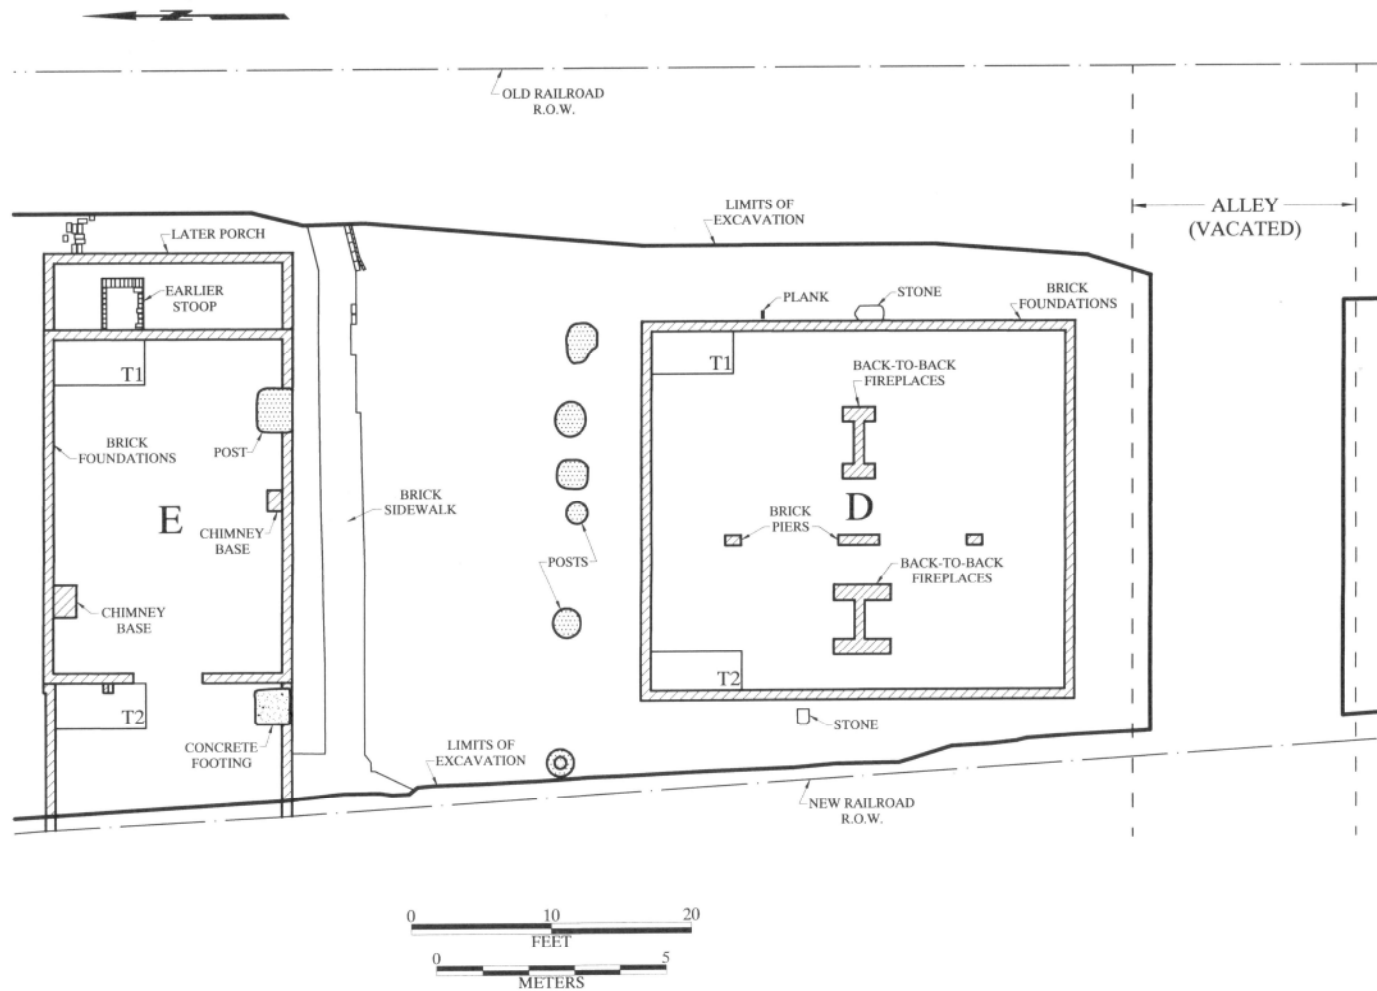 N
OLD RAILROAD
R.O.W.
LIMITS OF
EXCAVATION
ALLEY
(VACATED)
LATER PORCH
EARLIER
STOOP
PLANK
STONE
BRICK
FOUNDATIONS
T1
T1
BACK-TO-BACK
FIREPLACES
BRICK
FOUNDATIONS
POST
BRICK
SIDEWALK
E
D
CHIMNEY
BASE
BRICK
PIERS
POSTS
BACK-TO-BACK
FIREPLACES
CHIMNEY
BASE
T2
T2
STONE
CONCRETE
FOOTING
LIMITS OF
EXCAVATION
NEW RAILROAD
R.O.W.
0 10 20
FEET
0 5
METERS